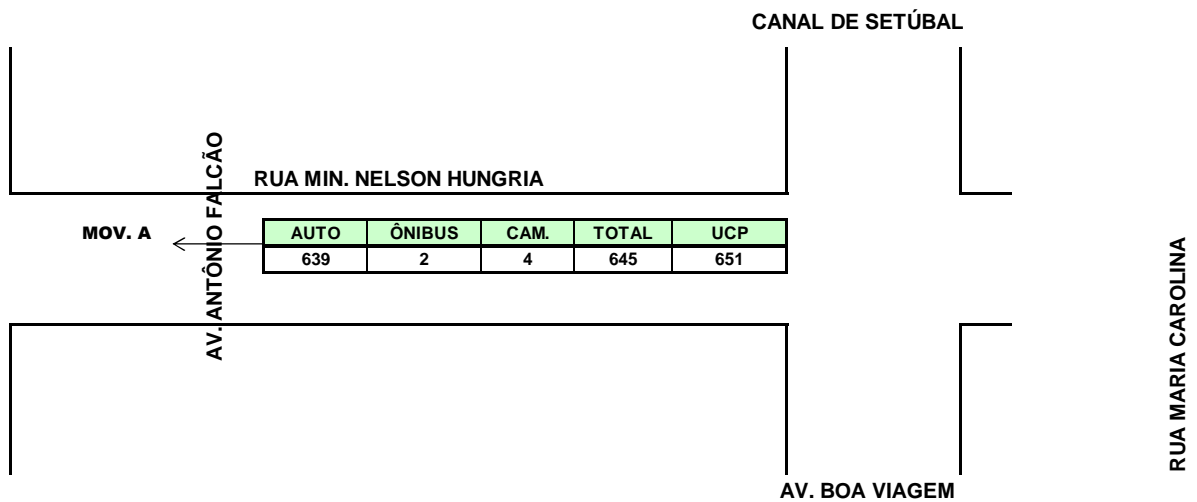 CANAL DE SETÚBAL
AV. ANTÔNIO FALCÃO
RUA MIN. NELSON HUNGRIA
MOV. A
AUTO ÔNIBUS CAM. TOTAL UCP
639 2 4 645 651
RUA MARIA CAROLINA
AV. BOA VIAGEM